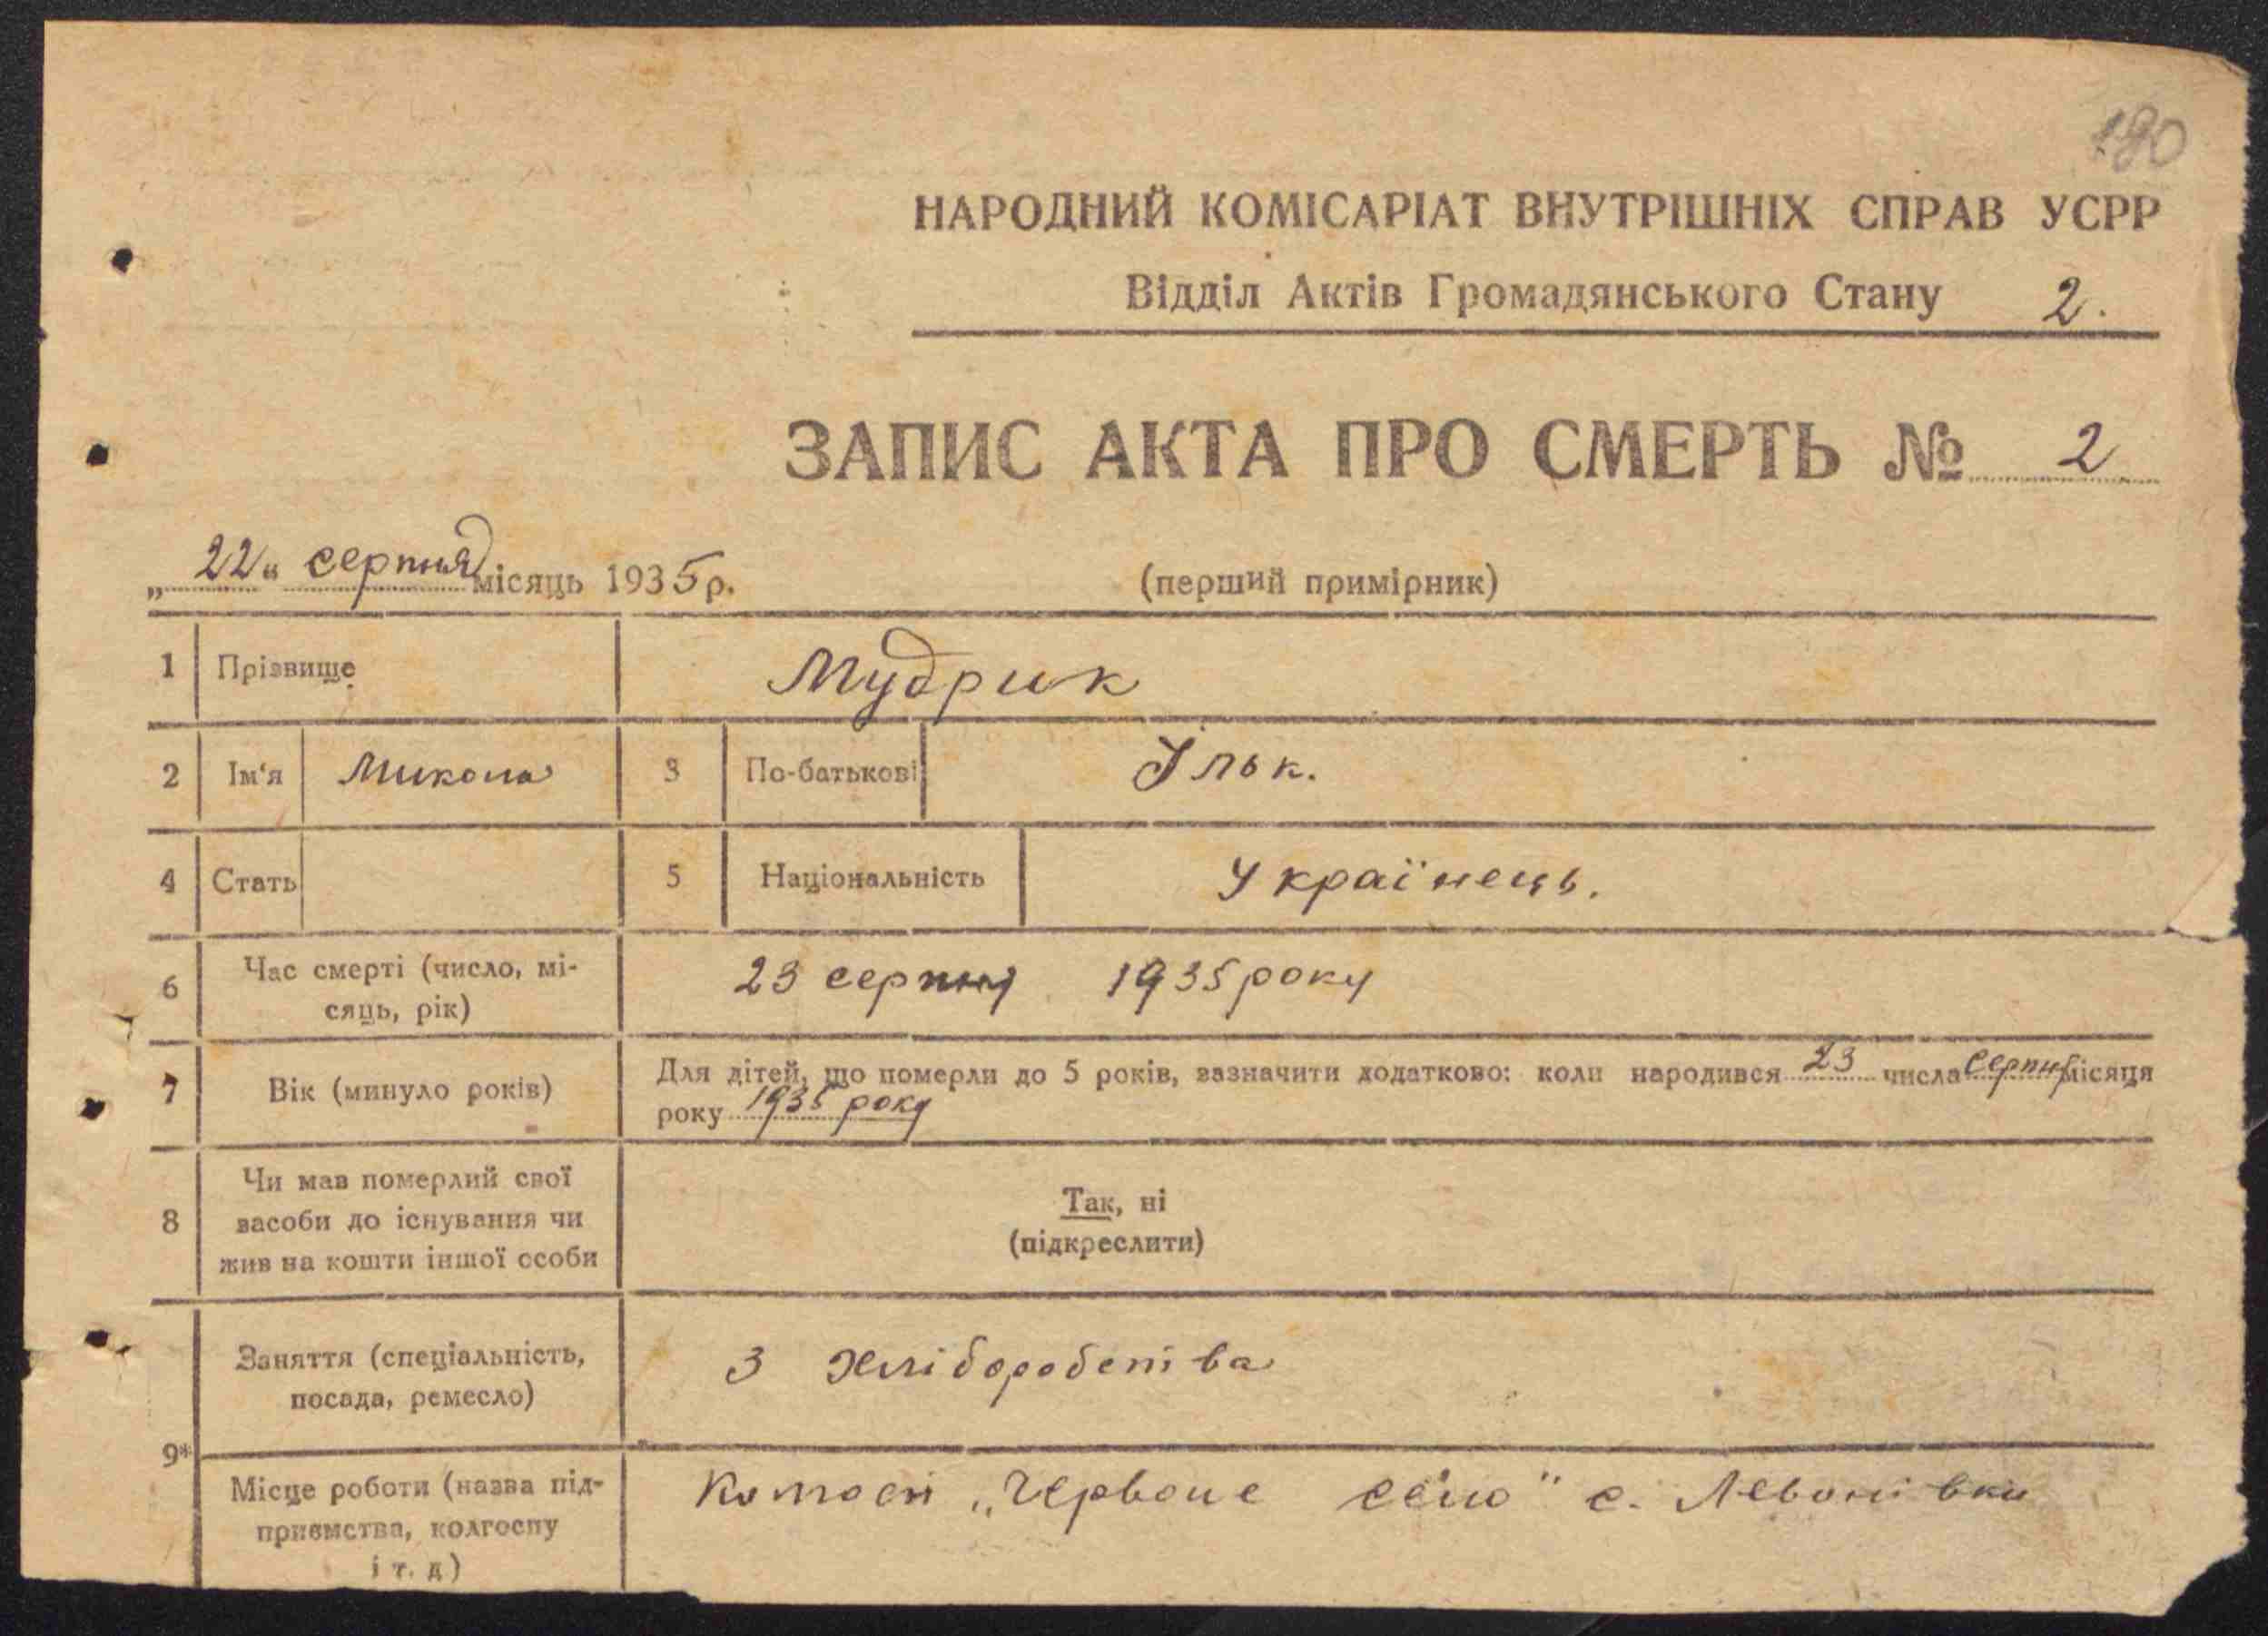 190
НАРОДНИЙ КОМІСАРІАТ ВНУТРІШНІХ СПРАВ УСРР
Відділ Актів Громадянського Стану 2.
ЗАПИС АКТА ПРО СМЕРТЬ № 2
„ 22 “ серпня місяць 1935 р. (перший примірник)
1 Прізвище Мудрик
2 Ім‘я Микола 3 По-батькові Ільк.
4 Стать 5 Національність Українець.
6 Час смерті (число, мі-
сяць, рік) 23 серпня 1935 року
7 Вік (минуло років) Для дітей, що померли до 5 років, зазначити додатково: коли народився 23 числа серпня місяця
року 1935 року
8 Чи мав померлий свої
засоби до існування чи
жив на кошти іншої особи
Так, ні
(підкреслити)
9*
Заняття (спеціальність,
посада, ремесло) З хліборобства
Місце роботи (назва під-
приємства, колгоспу
і т. д) „Червоне село" с. Левонівки